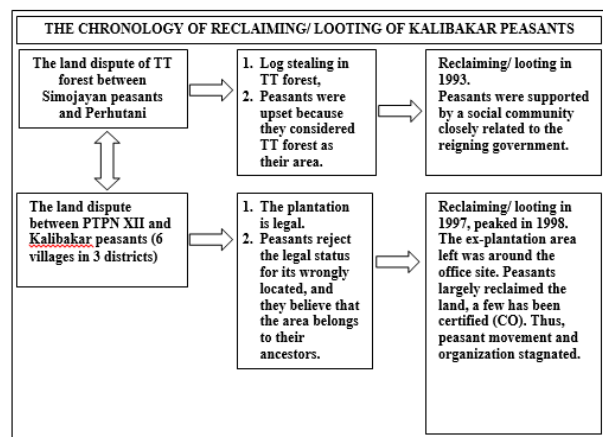 THE CHRONOLOGY OF RECLAIMING/ LOOTING OF KALIBAKAR PEASANTS
The land dispute of TT
forest between
Simojayan peasants
and Perhutani
1. Log stealing in
TT forest,
2. Peasants were
upset because
they considered
TT forest as
their area.
Reclaiming/ looting in
1993.
Peasants were supported
by a social community
closely related to the
reigning government.
The land dispute
between PTPN XII and
Kalibakar peasants (6
villages in 3 districts)
1. The plantation
is legal.
2. Peasants reject
the legal status
for its wrongly
located, and
they believe that
the area belongs
to their
ancestors.
Reclaiming/ looting in
1997, peaked in 1998.
The ex-plantation area
left was around the
office site. Peasants
largely reclaimed the
land, a few has been
certified (CO). Thus,
peasant movement and
organization stagnated.